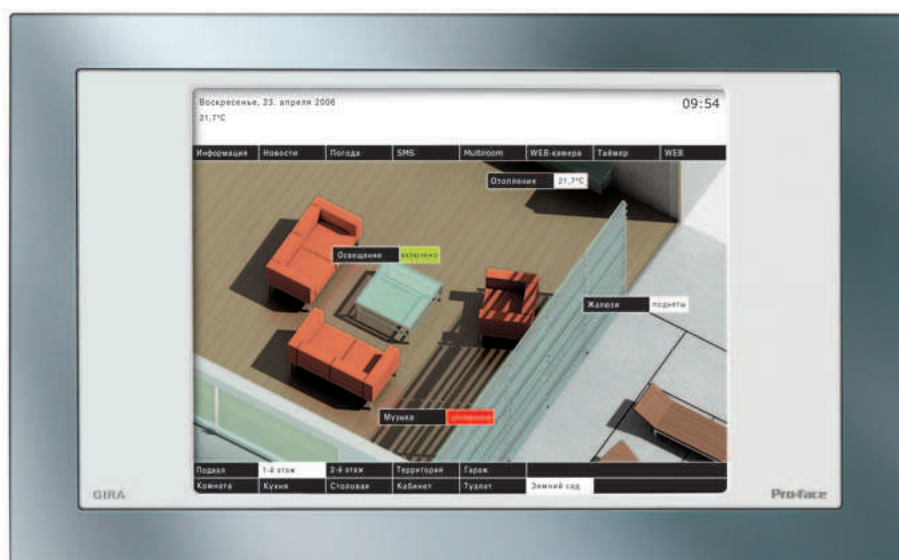 Воскресенье, 23. апреля 2006 09:54
21,7°C
Информация Новости Погода SMS Multiroom WEB-камера Таймер WEB
Отопление 21,7°C
Освещение включено
Жалюзи подняты
Музыка
Подвал 1-й этаж 2-й этаж Территория Гараж
Комната Кухня Столовая Кабинет Туалет Зимний сад
GIRA Pro-face